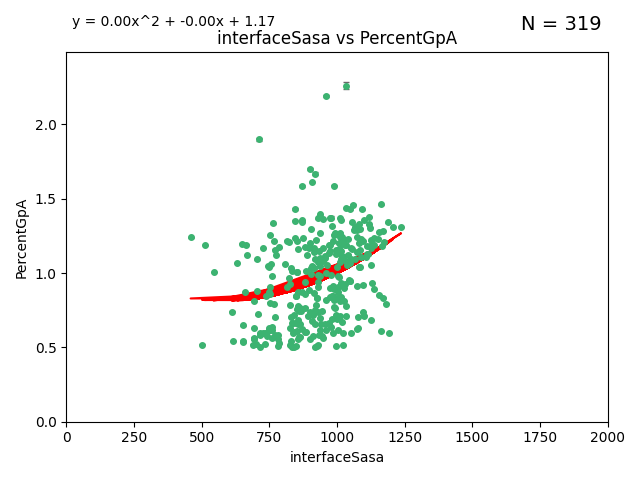 y = 0.00x^2 + -0.00x + 1.17
N = 319
interfaceSasa vs PercentGpA
PercentGpA
2.0
1.5
1.0
0.5
0.0
0 250 500 750 1000 1250 1500 1750 2000
interfaceSasa